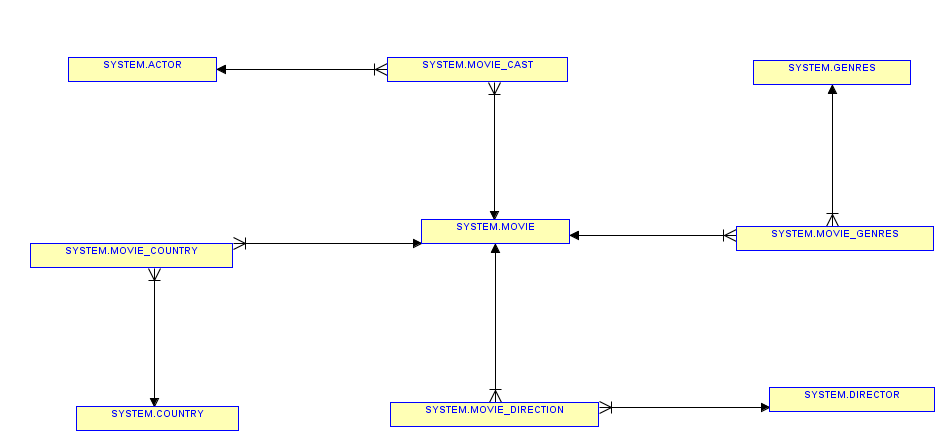 SYSTEM.ACTOR
SYSTEM.MOVIE_CAST
SYSTEM.GENRES
SYSTEM.MOVIE
SYSTEM.MOVIE_GENRES
SYSTEM.MOVIE_COUNTRY
SYSTEM.COUNTRY
SYSTEM.MOVIE_DIRECTION
SYSTEM.DIRECTOR